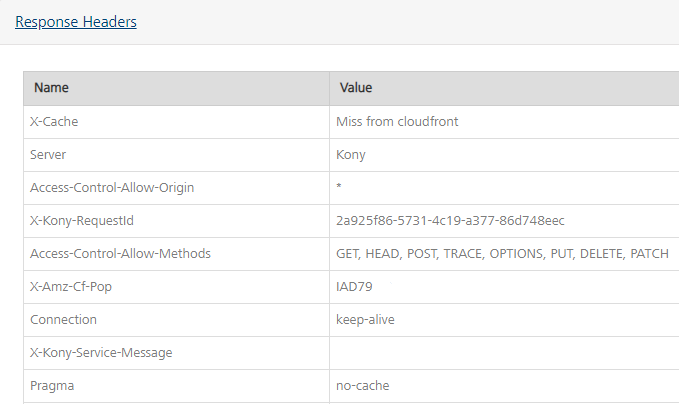 Response Headers
Name Value
X-Cache Miss from cloudfront
Server Kony
Access-Control-Allow-Origin *
X-Kony-RequestId 2a925f86-5731-4c19-a377-86d748eec
Access-Control-Allow-Methods GET, HEAD, POST, TRACE, OPTIONS, PUT, DELETE, PATCH
X-Amz-Cf-Pop IAD79
Connection keep-alive
X-Kony-Service-Message
Pragma no-cache